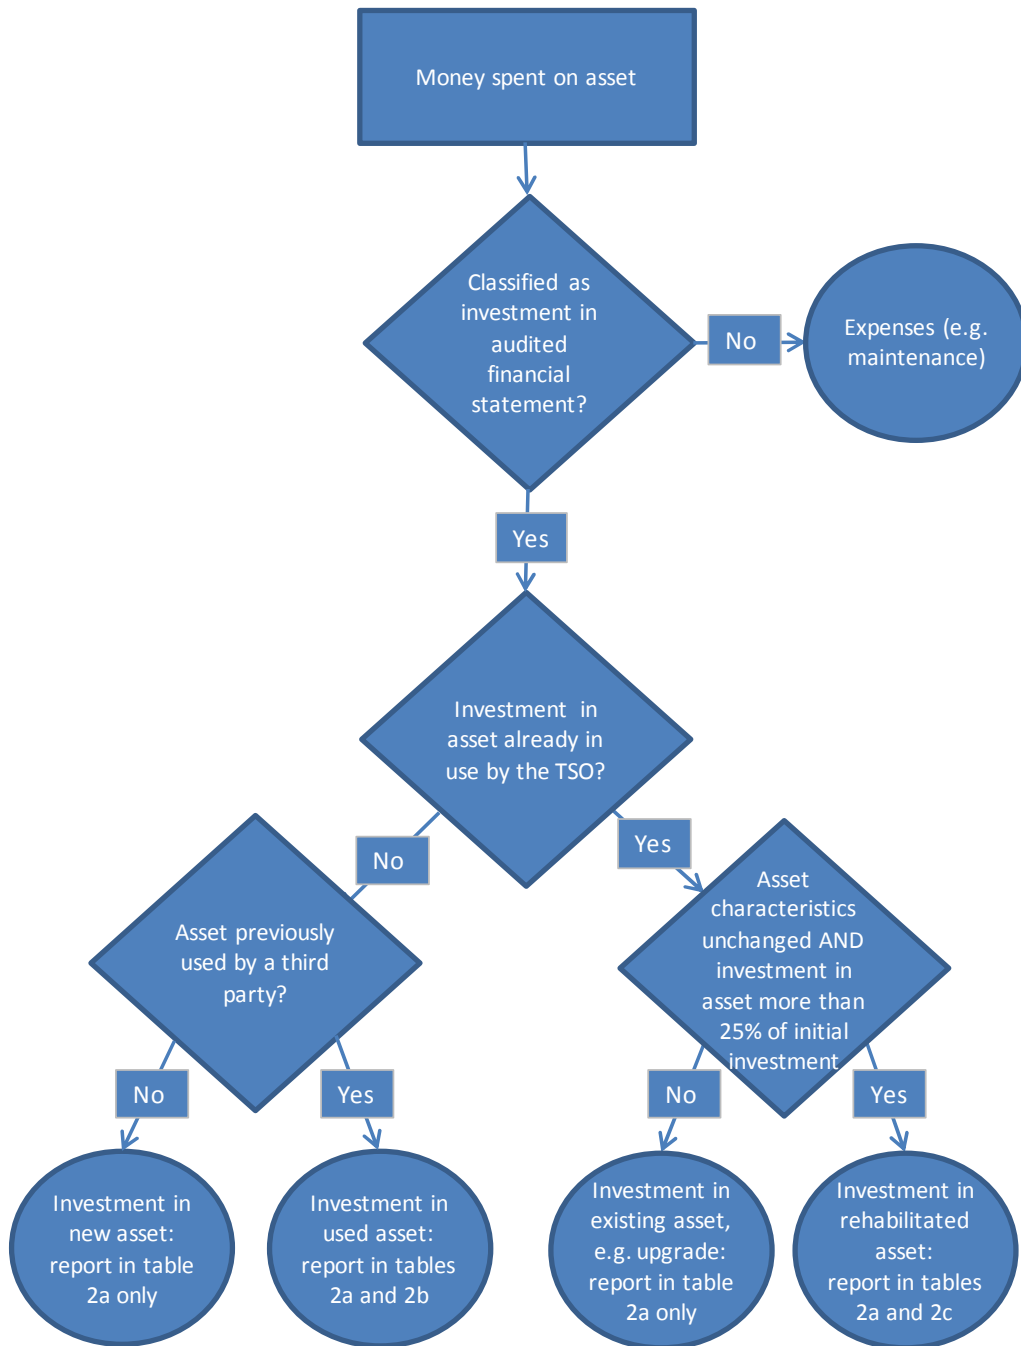 Money spent on asset
Classified as
investment in
audited
financial
statement?
No
Expenses (e.g.
maintenance)
Yes
Investment in
asset already in
use by the TSO?
No
Yes
Asset previously
used by a third
party?
Asset
characteristics
unchanged AND
investment in
asset more than
25% of initial
investment
No
Yes
No
Yes
Investment in
new asset:
report in table
2a only
Investment in
used asset:
report in tables
2a and 2b
Investment in
existing asset,
e.g. upgrade:
report in table
2a only
Investment in
rehabilitated
asset:
report in tables
2a and 2c